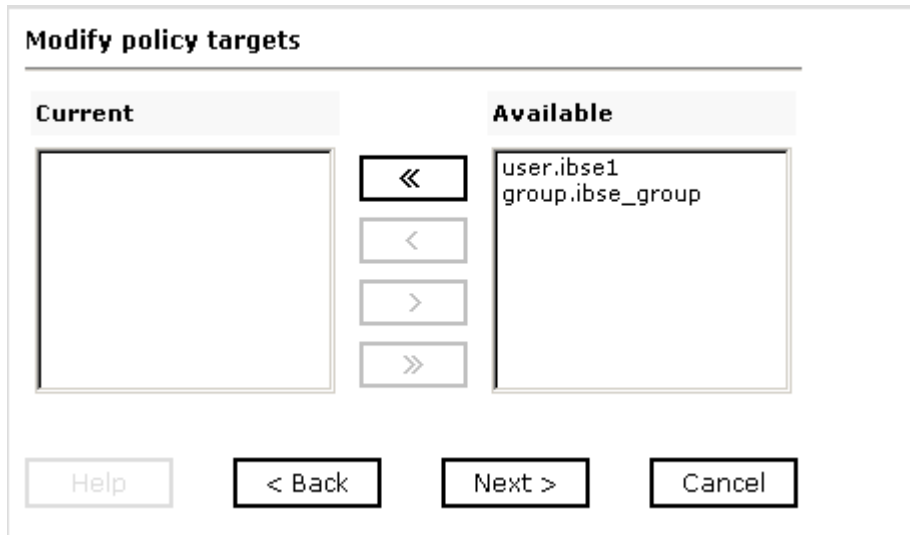 Modify policy targets
Current
Available
«
<
>
»
user.ibse1
group.ibse_group
Help
< Back
Next >
Cancel